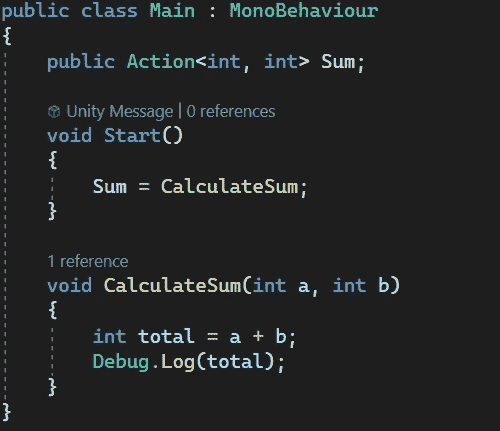 public class Main : MonoBehaviour
{
    public Action<int, int> Sum;
    Unity Message | 0 references
    void Start()
    {
        Sum = CalculateSum;
    }
    1 reference
    void CalculateSum(int a, int b)
    {
        int total = a + b;
        Debug.Log(total);
    }
}